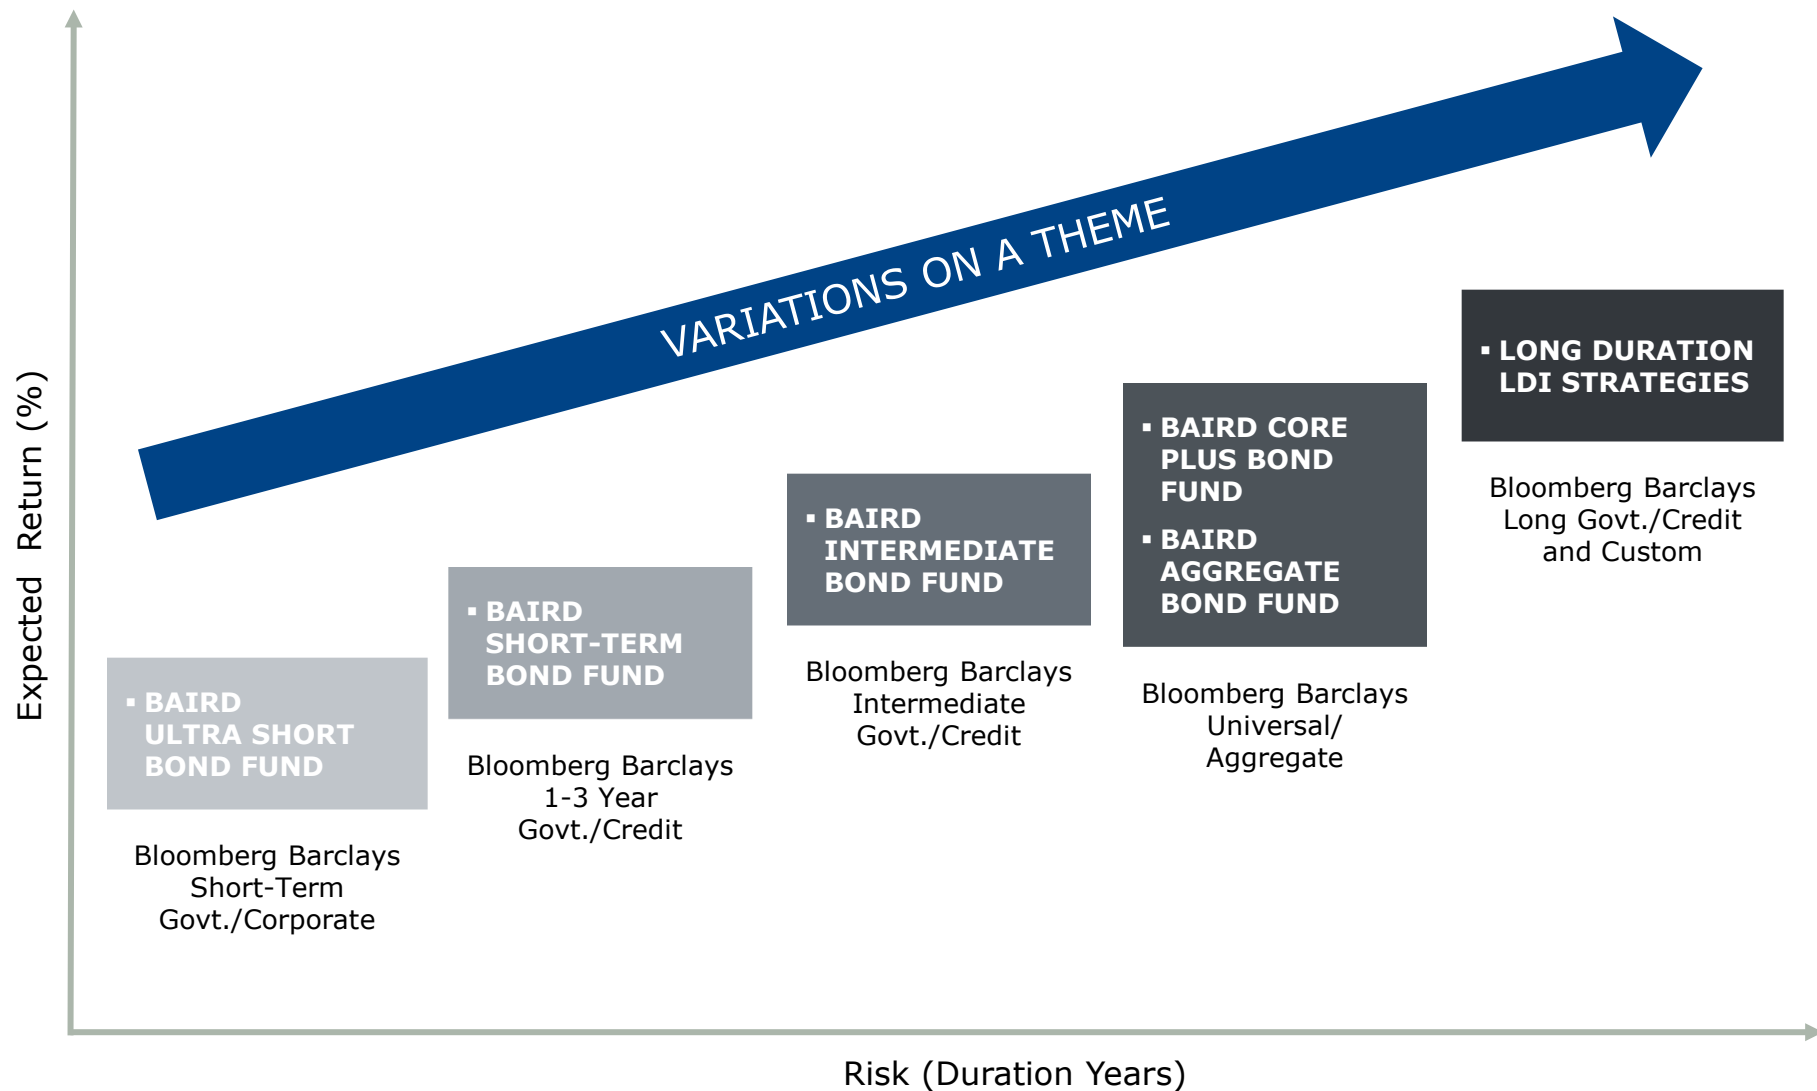 Expected Return (%)
VARIATIONS ON A THEME
▪ BAIRD
ULTRA SHORT
BOND FUND
Bloomberg Barclays
Short-Term
Govt./Corporate
▪ BAIRD
SHORT-TERM
BOND FUND
Bloomberg Barclays
1-3 Year
Govt./Credit
▪ BAIRD
INTERMEDIATE
BOND FUND
Bloomberg Barclays
Intermediate
Govt./Credit
▪ BAIRD CORE
PLUS BOND
FUND
▪ BAIRD
AGGREGATE
BOND FUND
Bloomberg Barclays
Universal/
Aggregate
▪ LONG DURATION
LDI STRATEGIES
Bloomberg Barclays
Long Govt./Credit
and Custom
Risk (Duration Years)